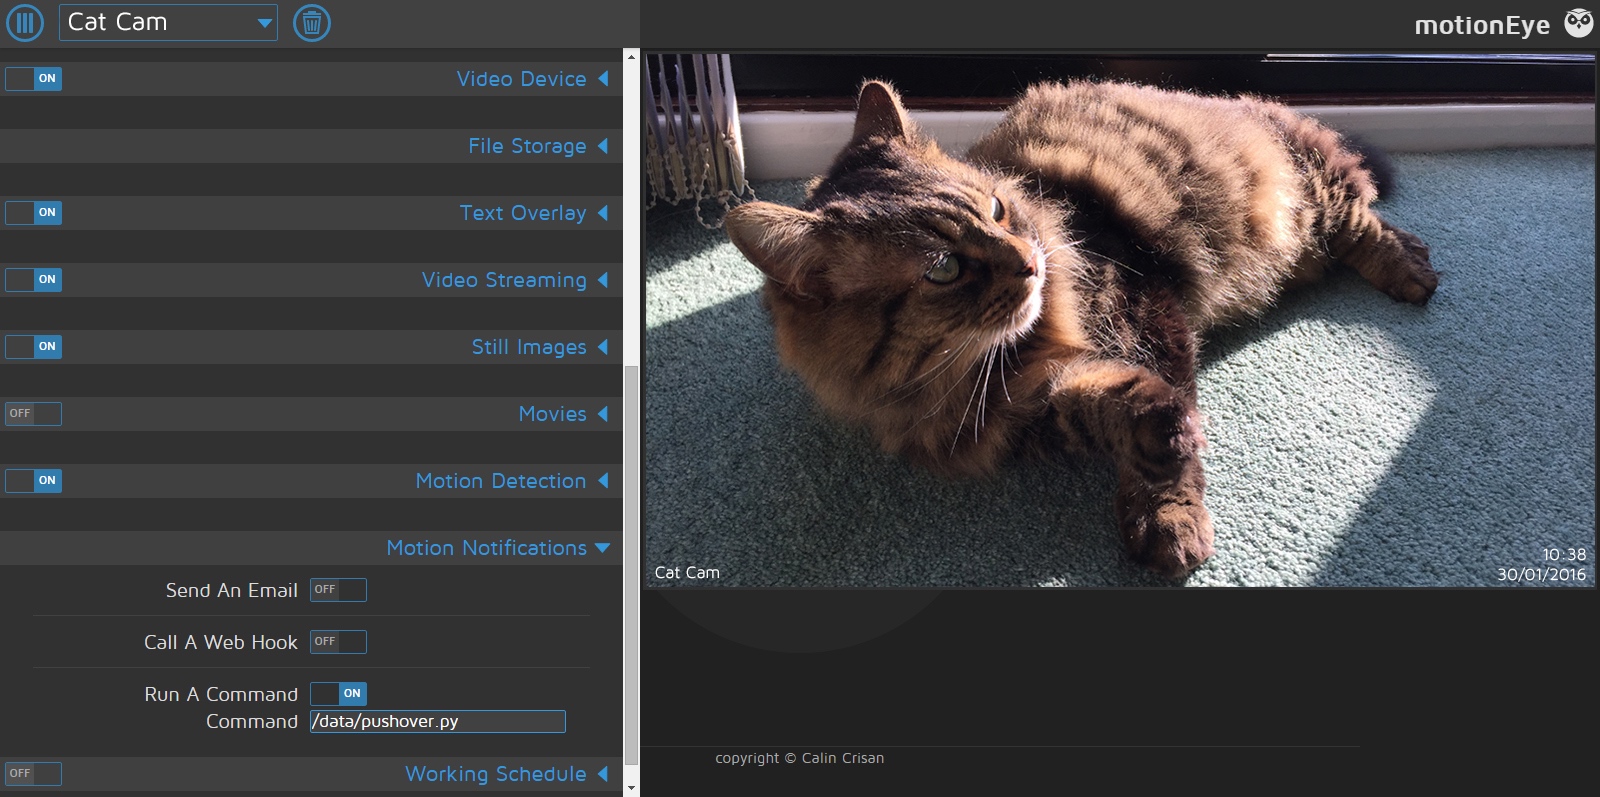 Cat Cam
motionEye
ON Video Device
File Storage
ON Text Overlay
ON Video Streaming
ON Still Images
OFF Movies
ON Motion Detection
Motion Notifications
Send An Email OFF
Call A Web Hook OFF
Run A Command ON
Command /data/pushover.py
OFF Working Schedule
Cat Cam
10:38
30/01/2016
copyright © Calin Crisan